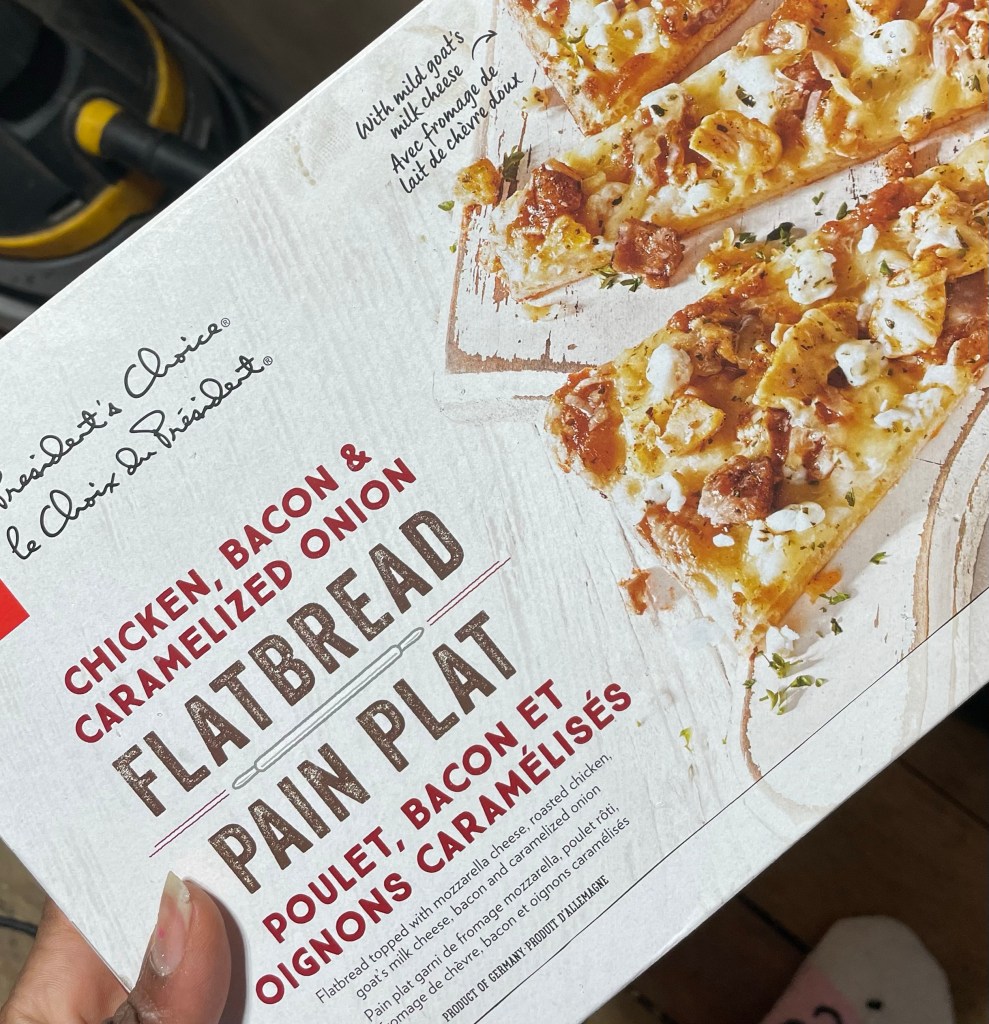 With mild goat's
milk cheese
Avec fromage de
lait de chèvre doux
President's Choice®
le Choix du Président®
CHICKEN, BACON &
CARAMELIZED ONION
FLATBREAD
PAIN PLAT
POULET, BACON ET
OIGNONS CARAMÉLISÉS
Flatbread topped with mozzarella cheese, roasted chicken,
goat's milk cheese, bacon and caramelized onion
Pain plat garni de fromage mozzarella, poulet rôti,
fromage de chèvre, bacon et oignons caramélisés
PRODUCT OF GERMANY·PRODUIT D'ALLEMAGNE